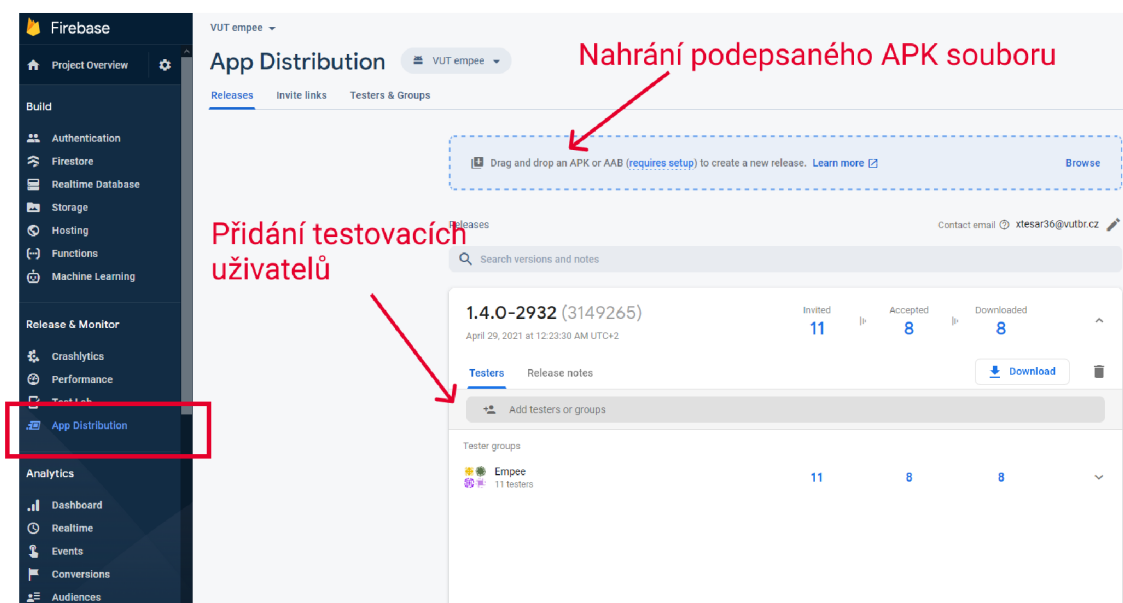 Firebase
Project Overview
Build
Authentication
Firestore
Realtime Database
Storage
Hosting
Functions
Machine Learning
Release & Monitor
Crashlytics
Performance
Test Lab
App Distribution
Analytics
Dashboard
Realtime
Events
Conversions
Audiences
VUT empee
App Distribution
VUT empee
Nahrání podepsaného APK souboru
Releases Invite links Testers & Groups
Drag and drop an APK or AAB (requires setup) to create a new release. Learn more Browse
Přidání testovacích
uživatelů
Releases Contact email xtesar36@vutbr.cz
Search versions and notes
1.4.0-2932 (3149265)
April 29, 2021 at 12:23:30 AM UTC+2
Invited Accepted Downloaded
11 8 8
Testers Release notes Download
Add testers or groups
Tester groups
Empee 11 8 8
11 testers